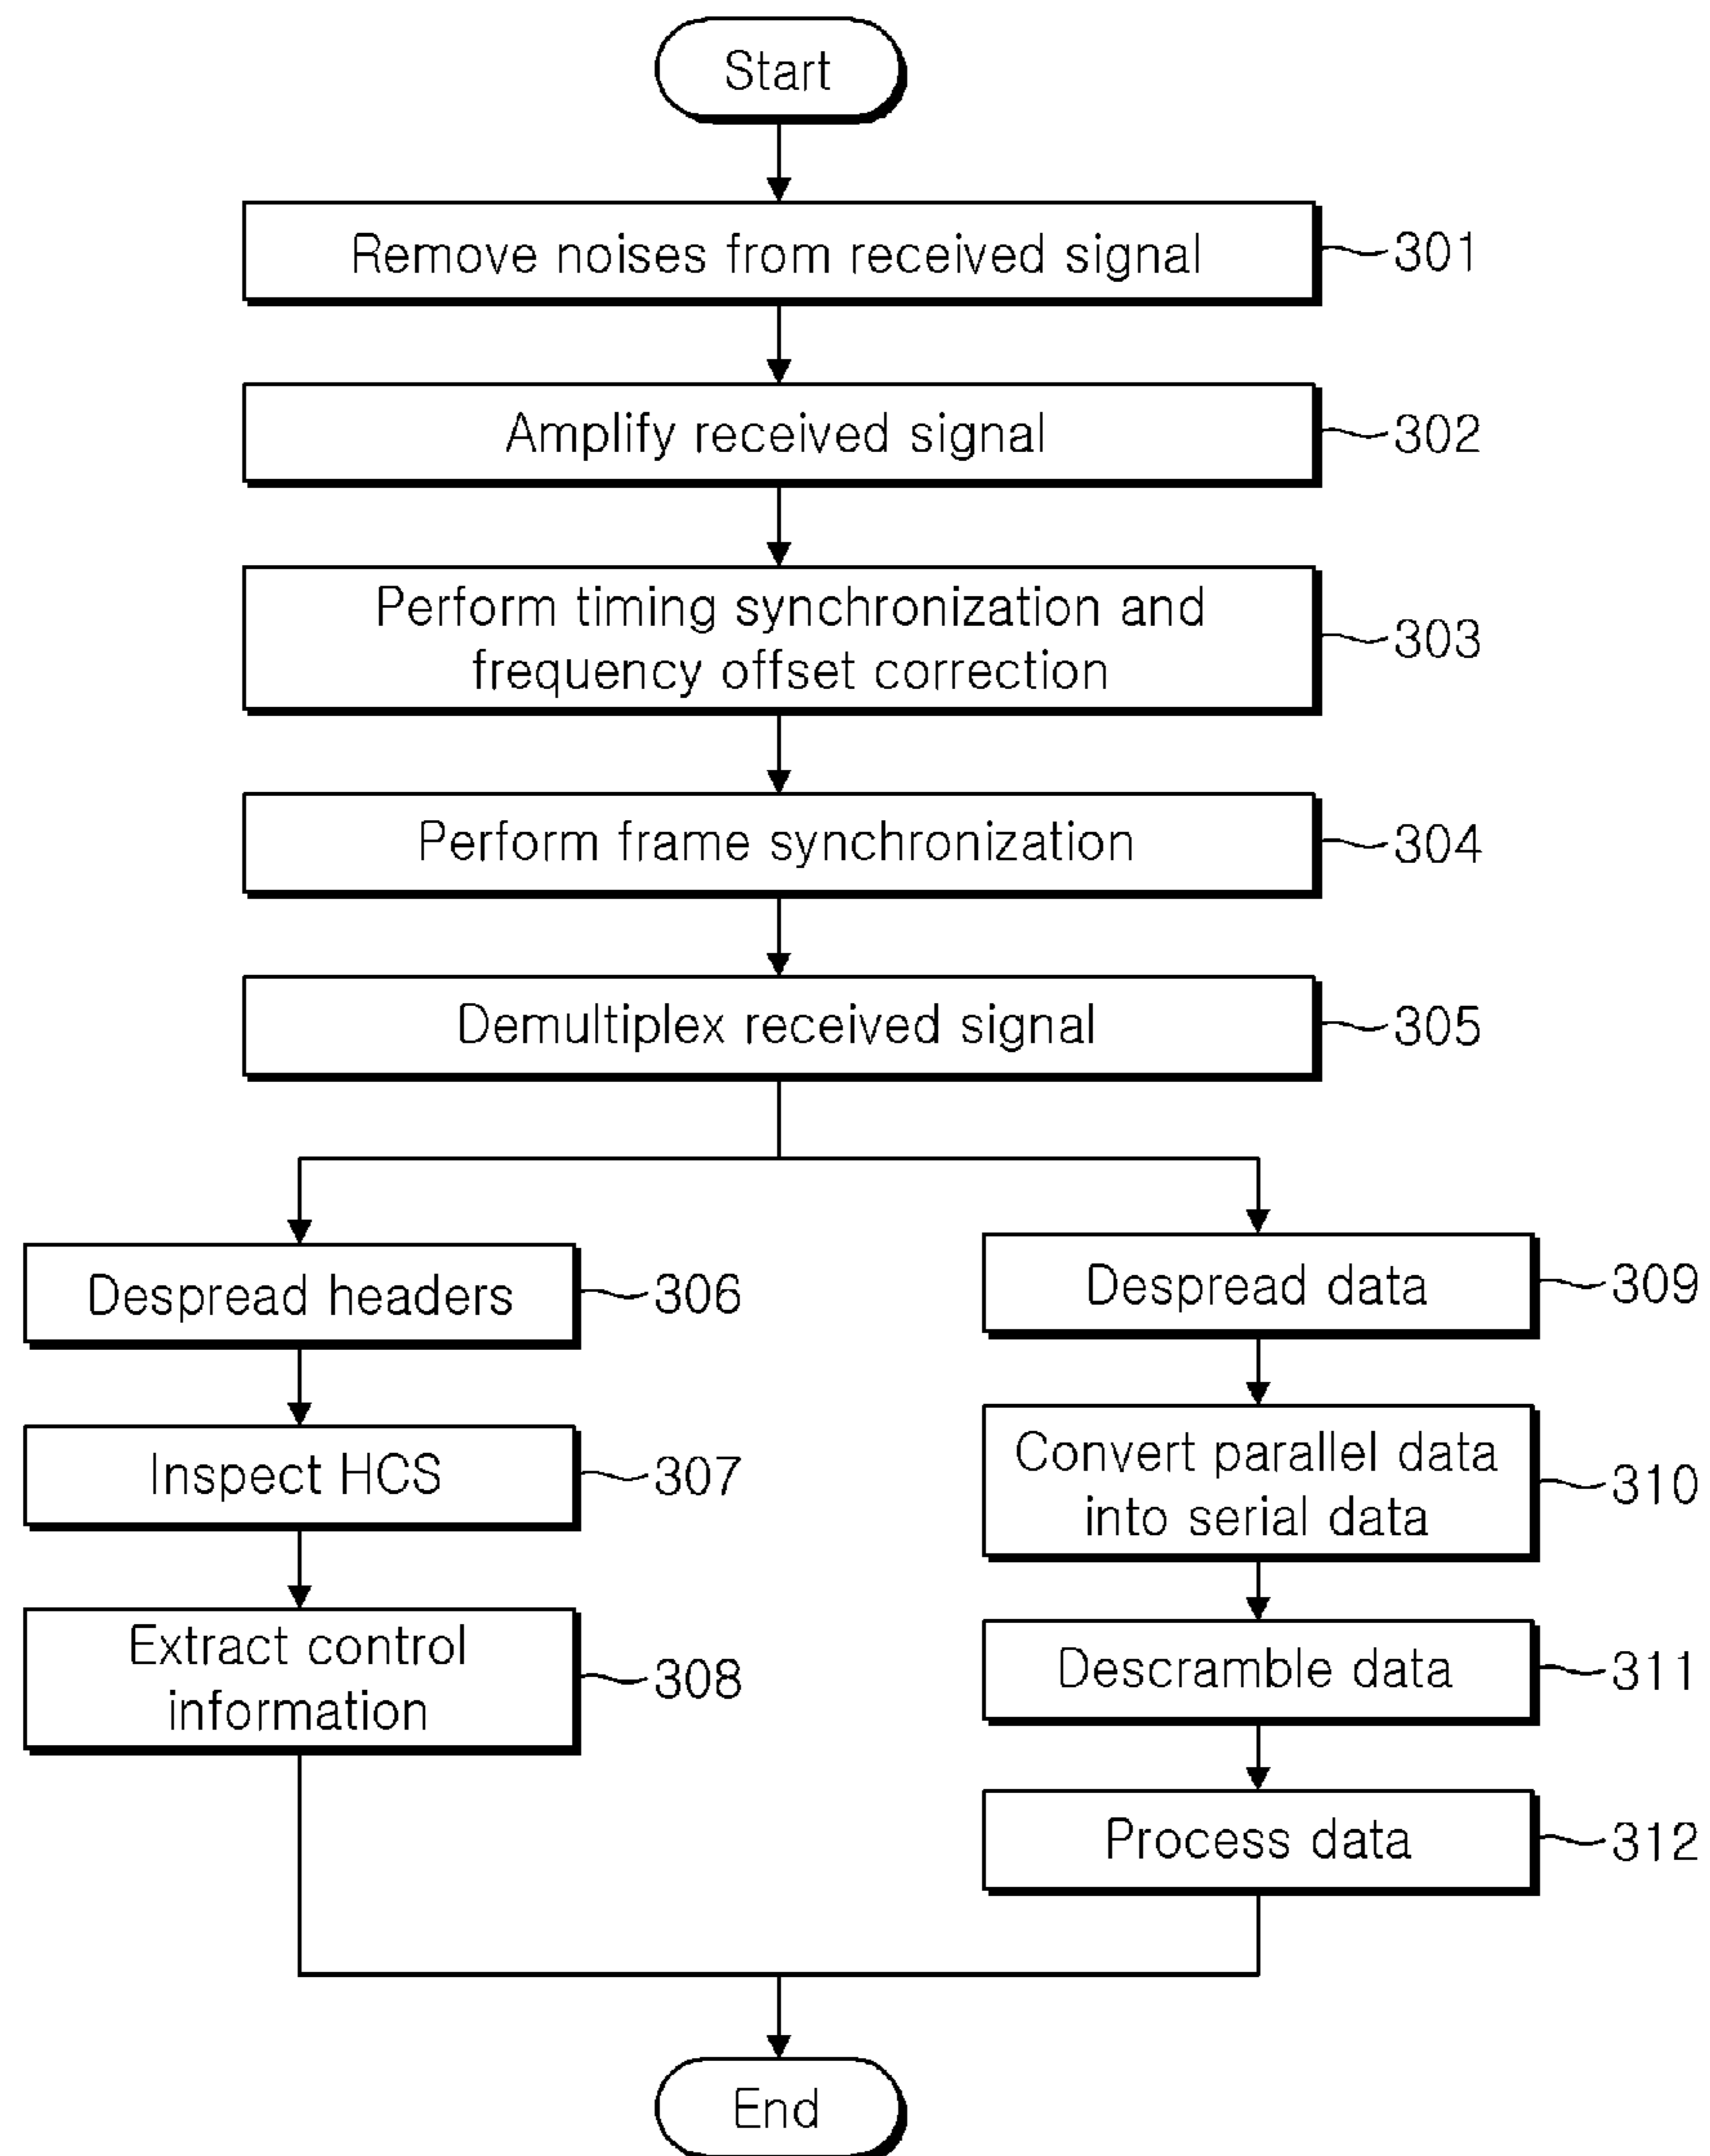 Start
Remove noises from received signal
301
Amplify received signal
302
Perform timing synchronization and
frequency offset correction
303
Perform frame synchronization
304
Demultiplex received signal
305
Despread headers
306
Inspect HCS
307
Extract control
information
308
Despread data
309
Convert parallel data
into serial data
310
Descramble data
311
Process data
312
End